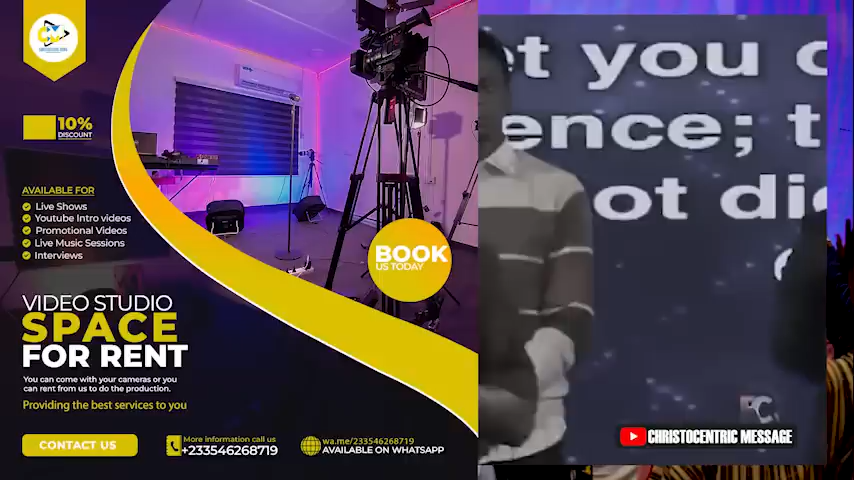 10%
DISCOUNT
AVAILABLE FOR
Live Shows
Youtube Intro videos
Promotional Videos
Live Music Sessions
Interviews
BOOK
US TODAY
VIDEO STUDIO
SPACE
FOR RENT
You can come with your cameras or you
can rent from us to do the production.
Providing the best services to you
CONTACT US
More information call us
+233546268719
wa.me/233546268719
AVAILABLE ON WHATSAPP
et you
ence; t
ot di
CHRISTOCENTRIC MESSAGE